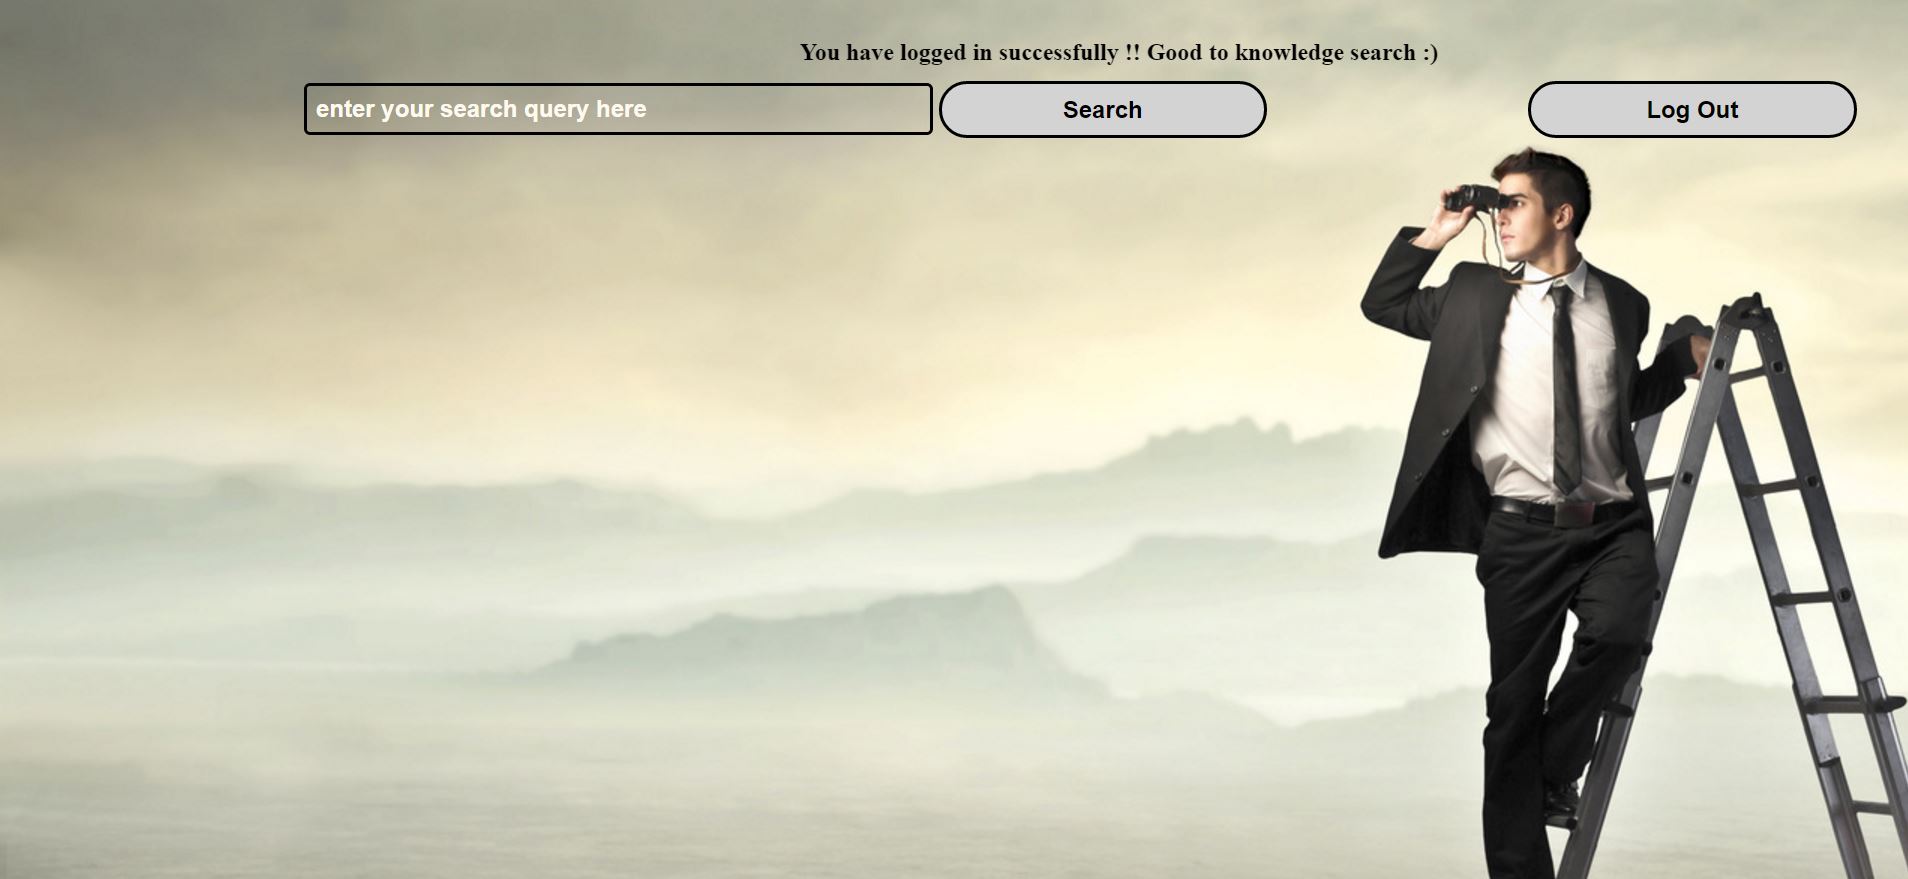 You have logged in successfully !! Good to knowledge search :)
enter your search query here
Search
Log Out